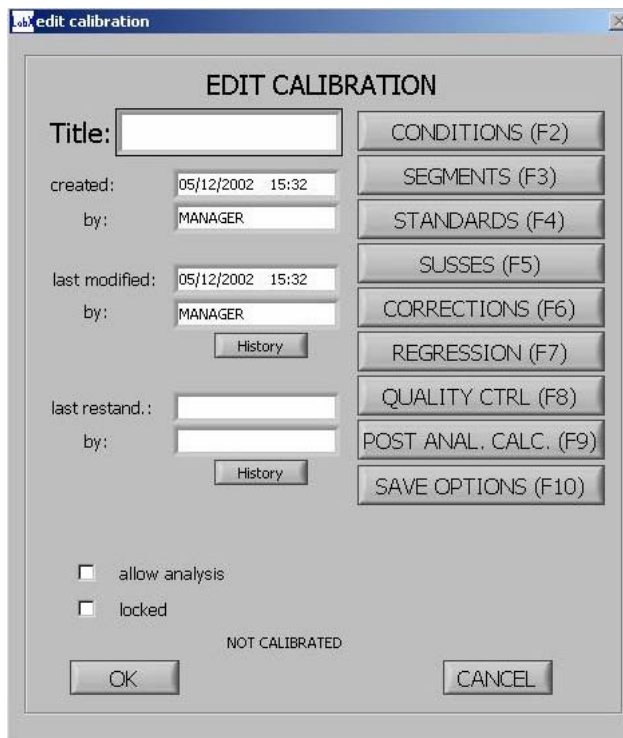 LabX edit calibration
EDIT CALIBRATION
Title:
CONDITIONS (F2)
created: 05/12/2002 15:32
SEGMENTS (F3)
by: MANAGER
STANDARDS (F4)
SUSSES (F5)
last modified: 05/12/2002 15:32
by: MANAGER
CORRECTIONS (F6)
History
REGRESSION (F7)
last restand.:
QUALITY CTRL (F8)
by:
POST ANAL. CALC. (F9)
History
SAVE OPTIONS (F10)
allow analysis
locked
NOT CALIBRATED
OK
CANCEL